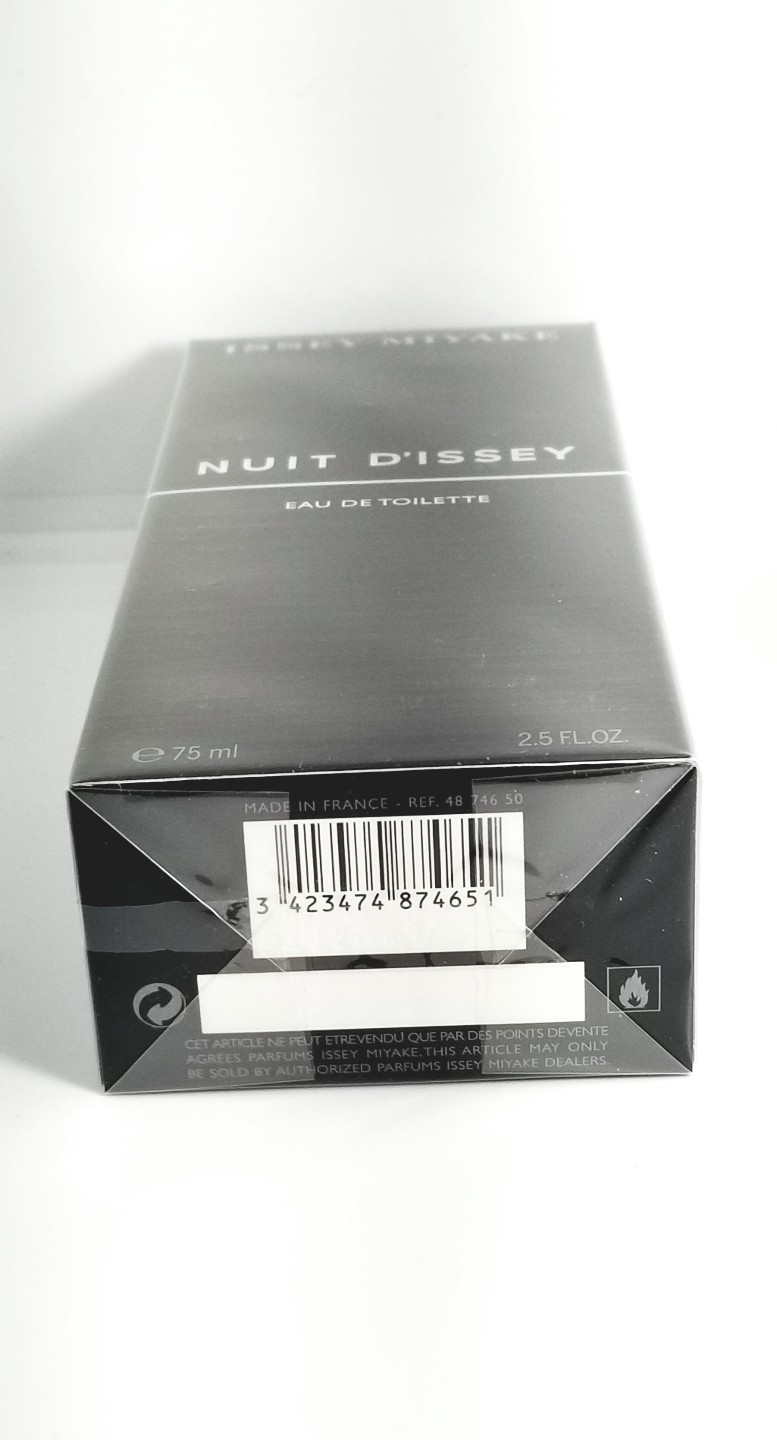 ISSEY MIYAKE
NUIT D'ISSEY
EAU DE TOILETTE
e 75 ml
2.5 FL.OZ.
MADE IN FRANCE - REF. 48 746 50
3 423474 874651
CET ARTICLE NE PEUT ETREVENDU QUE PAR DES POINTS DEVENTE
AGREES PARFUMS ISSEY MIYAKE.THIS ARTICLE MAY ONLY
BE SOLD BY AUTHORIZED PARFUMS ISSEY MIYAKE DEALERS.